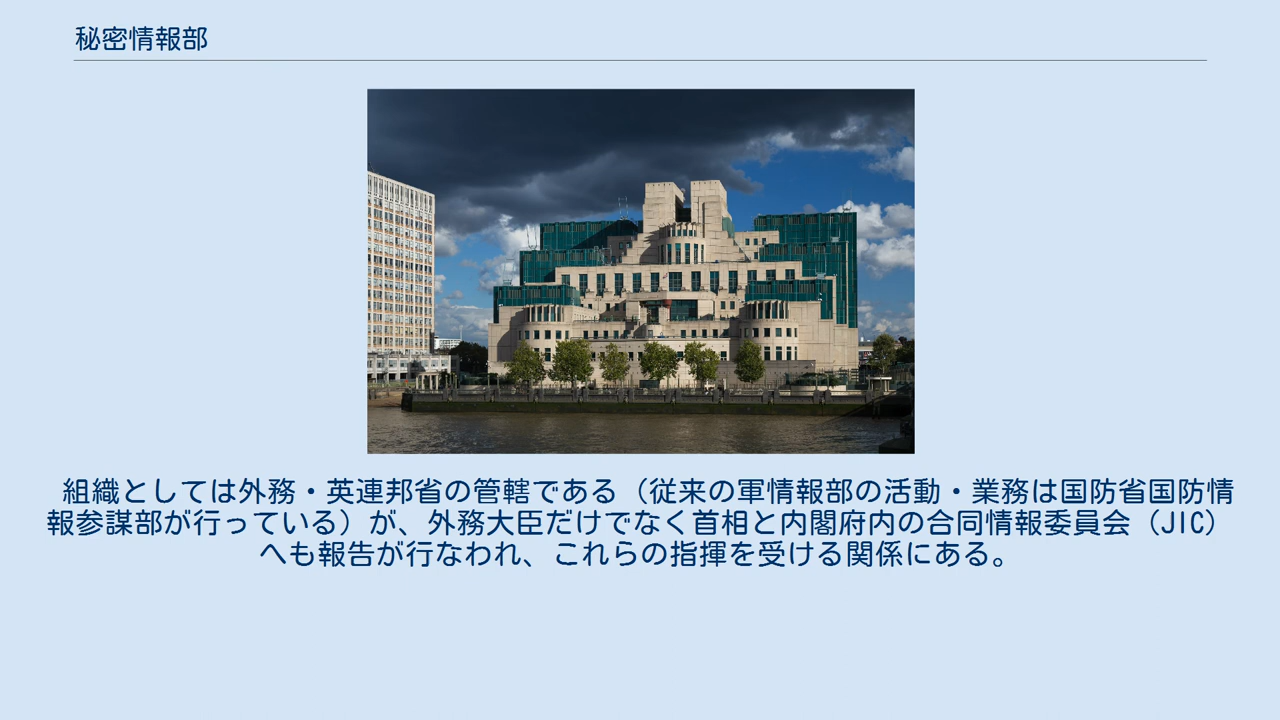 秘密情報部
組織としては外務・英連邦省の管轄である（従来の軍情報部の活動・業務は国防省国防情
報参謀部が行っている）が、外務大臣だけでなく首相と内閣府内の合同情報委員会（JIC）
へも報告が行なわれ、これらの指揮を受ける関係にある。